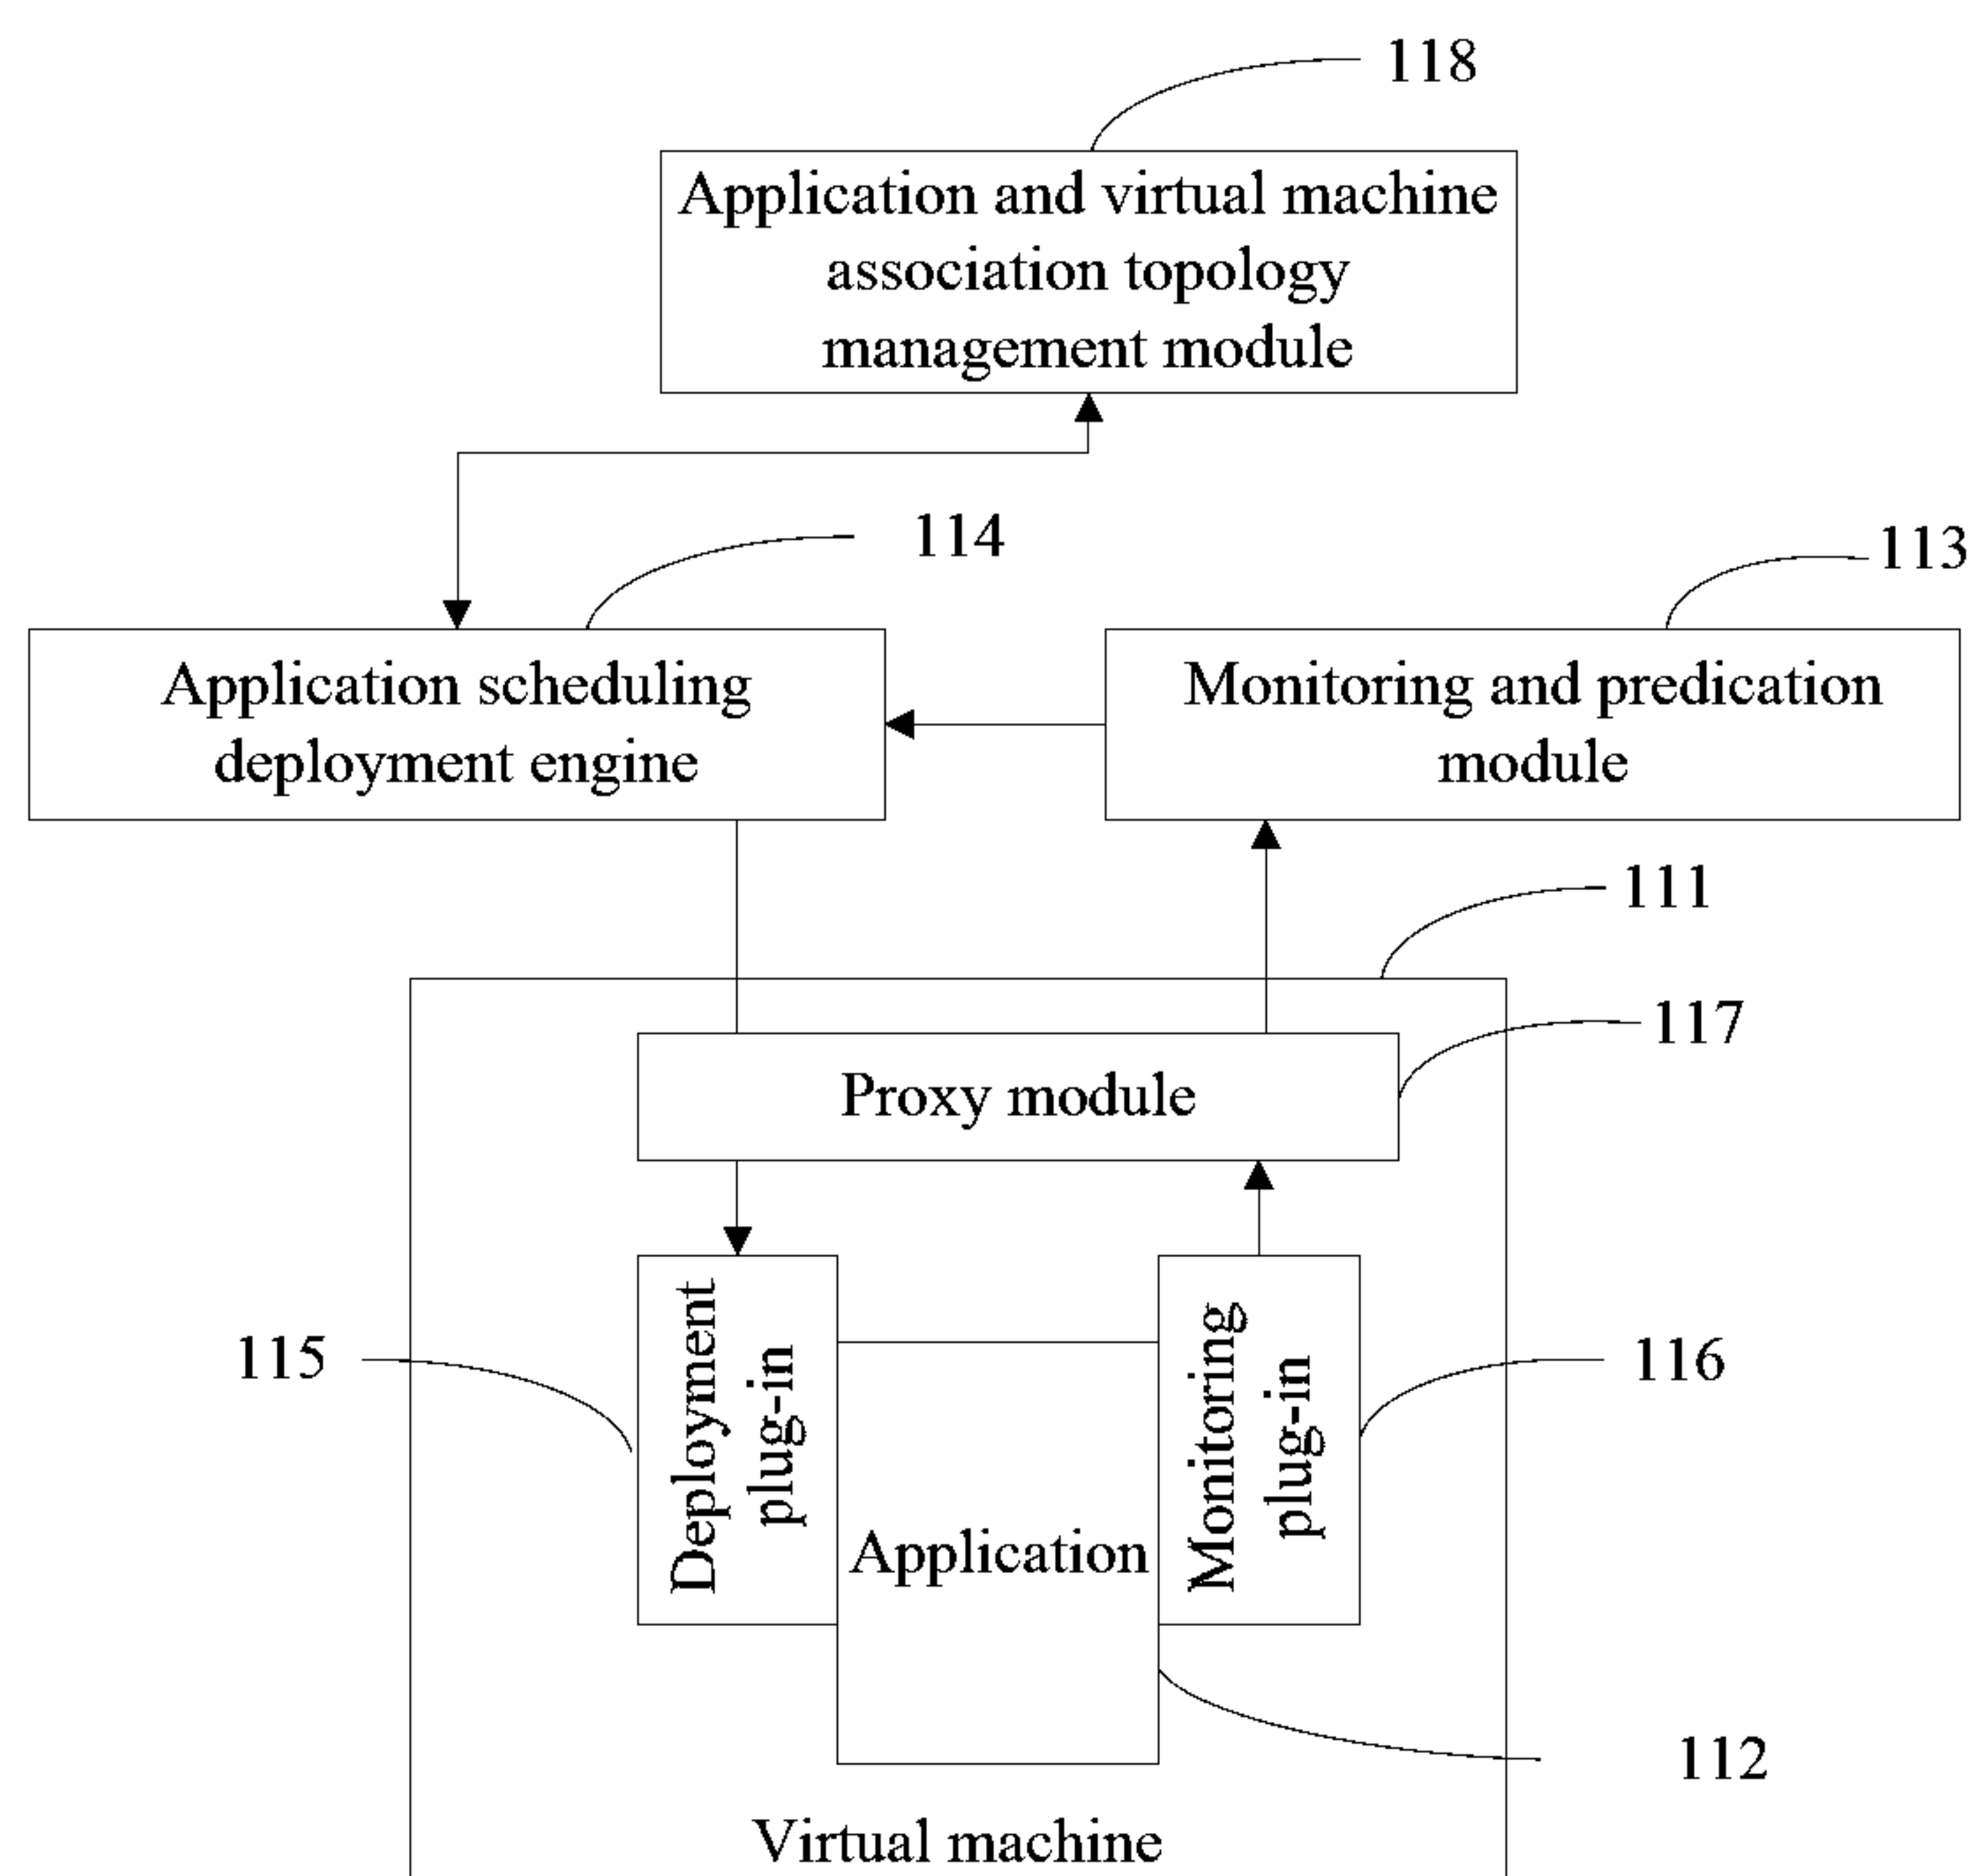 118
Application and virtual machine
association topology
management module
114
113
Application scheduling
deployment engine
Monitoring and predication
module
111
117
Proxy module
Deployment
plug-in
Monitoring
plug-in
115
116
Application
112
Virtual machine